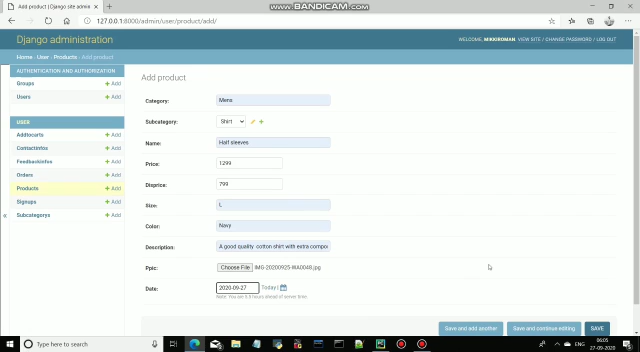 Add product | Django site admin
www.BANDICAM.com
127.0.0.1:8000/admin/user/product/add/
Django administration
WELCOME, MIKKIROMAN. VIEW SITE / CHANGE PASSWORD / LOG OUT
Home › User › Products › Add product
AUTHENTICATION AND AUTHORIZATION
Groups + Add
Users + Add
USER
Addtocarts + Add
Contactinfos + Add
Feedbackinfos + Add
Orders + Add
Products + Add
Signups + Add
Subcategorys + Add
«
Add product
Category: Mens
Subcategory: Shirt
Name: Half sleeves
Price: 1299
Disprice: 799
Size: L
Color: Navy
Description: A good quality cotton shirt with extra compo
Ppic: Choose File IMG-20200925-WA0048.jpg
Date: 2020-09-27 Today |
Note: You are 5.5 hours ahead of server time.
Save and add another
Save and continue editing
SAVE
Type here to search
ENG
06:05
27-09-2020